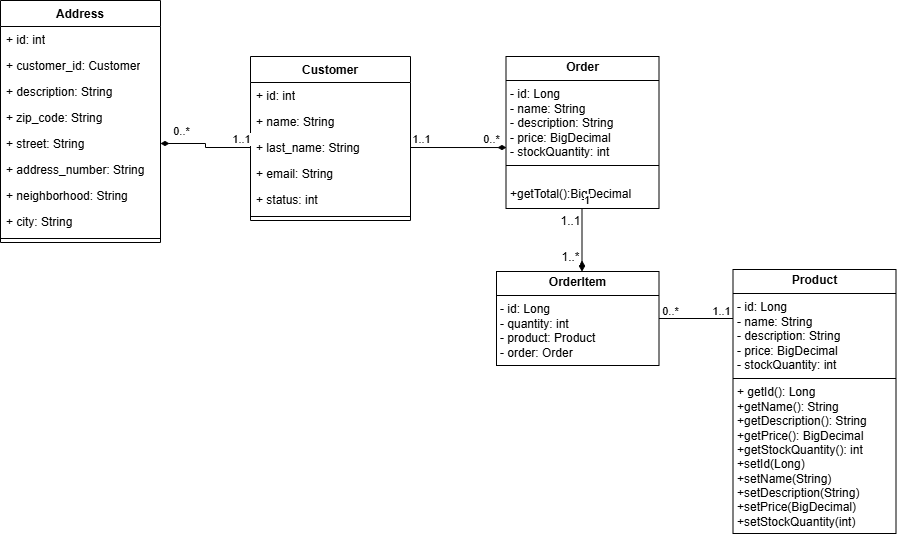 Address
+ id: int
+ customer_id: Customer
+ description: String
+ zip_code: String
+ street: String
+ address_number: String
+ neighborhood: String
+ city: String
0..*
1..1
Customer
+ id: int
+ name: String
+ last_name: String
+ email: String
+ status: int
1..1
0..*
Order
- id: Long
- name: String
- description: String
- price: BigDecimal
- stockQuantity: int
+getTotal():BigDecimal
1
1..1
1..*
OrderItem
- id: Long
- quantity: int
- product: Product
- order: Order
0..*
1..1
Product
- id: Long
- name: String
- description: String
- price: BigDecimal
- stockQuantity: int
+ getId(): Long
+getName(): String
+getDescription(): String
+getPrice(): BigDecimal
+getStockQuantity(): int
+setId(Long)
+setName(String)
+setDescription(String)
+setPrice(BigDecimal)
+setStockQuantity(int)